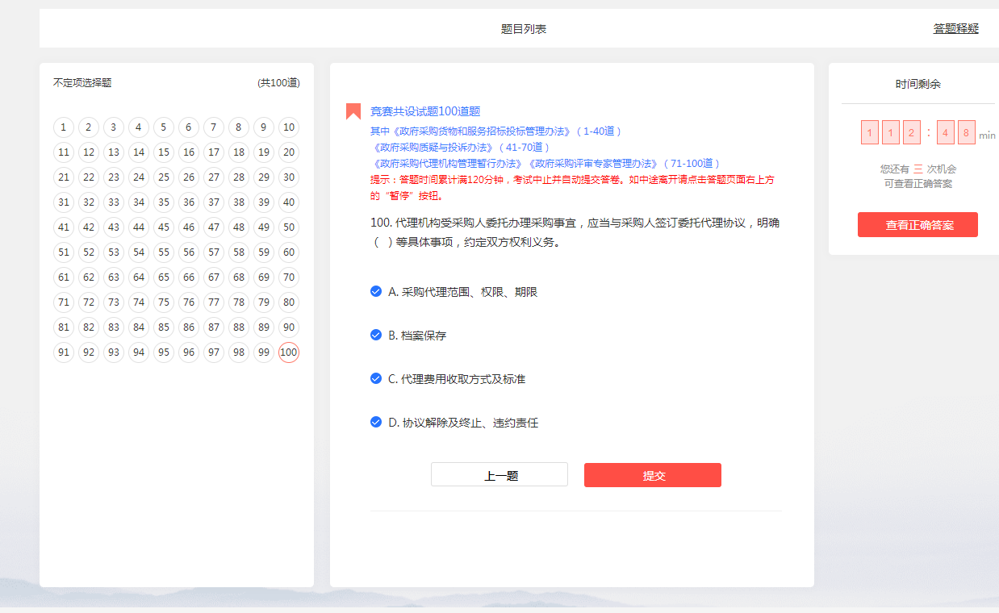 题目列表
答题释疑
不定项选择题
(共100道)
1 2 3 4 5 6 7 8 9 10
11 12 13 14 15 16 17 18 19 20
21 22 23 24 25 26 27 28 29 30
31 32 33 34 35 36 37 38 39 40
41 42 43 44 45 46 47 48 49 50
51 52 53 54 55 56 57 58 59 60
61 62 63 64 65 66 67 68 69 70
71 72 73 74 75 76 77 78 79 80
81 82 83 84 85 86 87 88 89 90
91 92 93 94 95 96 97 98 99 100
竞赛共设试题100道题
其中《政府采购货物和服务招标投标管理办法》（1-40道）
《政府采购质疑与投诉办法》（41-70道）
《政府采购代理机构管理暂行办法》《政府采购评审专家管理办法》（71-100道）
提示：答题时间累计满120分钟，考试中止并自动提交答卷。如中途离开请点击答题页面右上方
的“暂停”按钮。
100. 代理机构受采购人委托办理采购事宜，应当与采购人签订委托代理协议，明确
（ ）等具体事项，约定双方权利义务。
A. 采购代理范围、权限、期限
B. 档案保存
C. 代理费用收取方式及标准
D. 协议解除及终止、违约责任
上一题
提交
时间剩余
1 1 2 : 4 8 min
您还有 三 次机会
可查看正确答案
查看正确答案